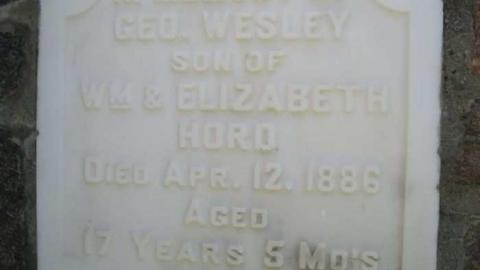 GEO. WESLEY
SON OF
WM & ELIZABETH
HORD
DIED APR. 12. 1886
AGED
17 YEARS 5 MO'S